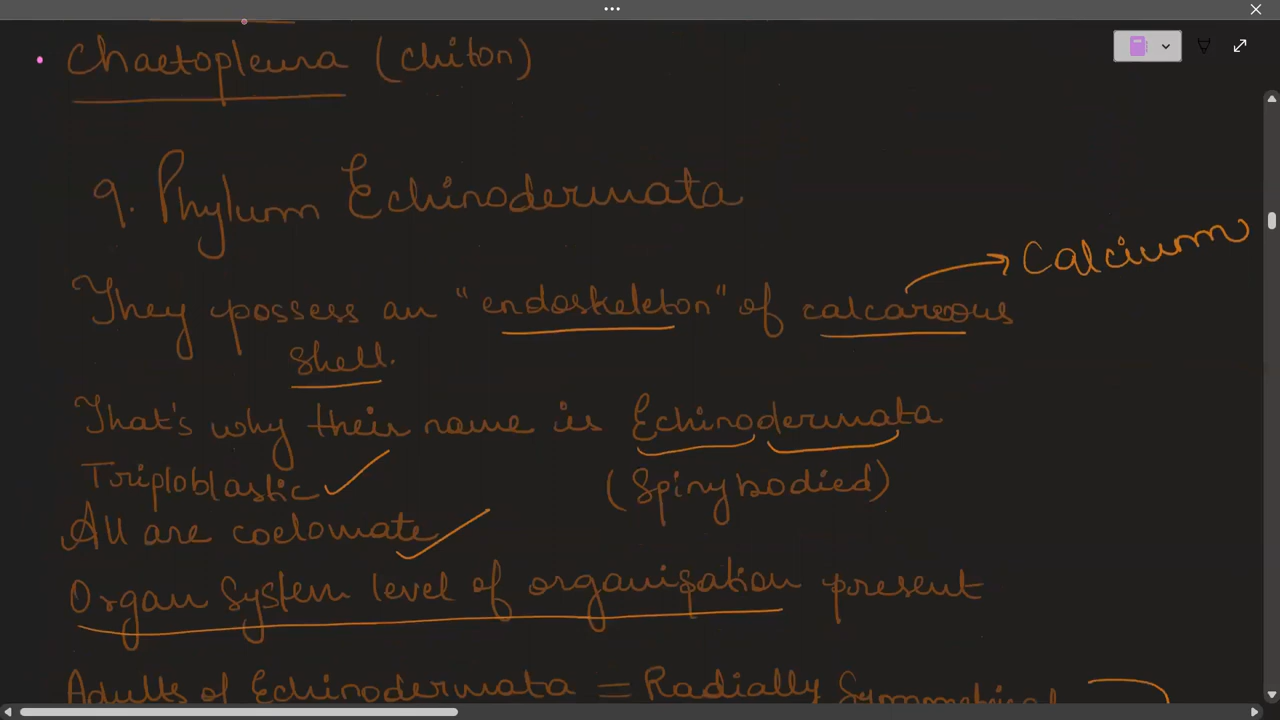 Chaetopleura (chiton)
9. Phylum Echinodermata
Calcium
They possess an "endoskeleton" of calcareous
shell.
That's why their name is Echinodermata
Triploblastic (Spiny bodied)
All are coelomate
Organ System level of organisation present
Adults of Echinodermata = Radially Symmetrical